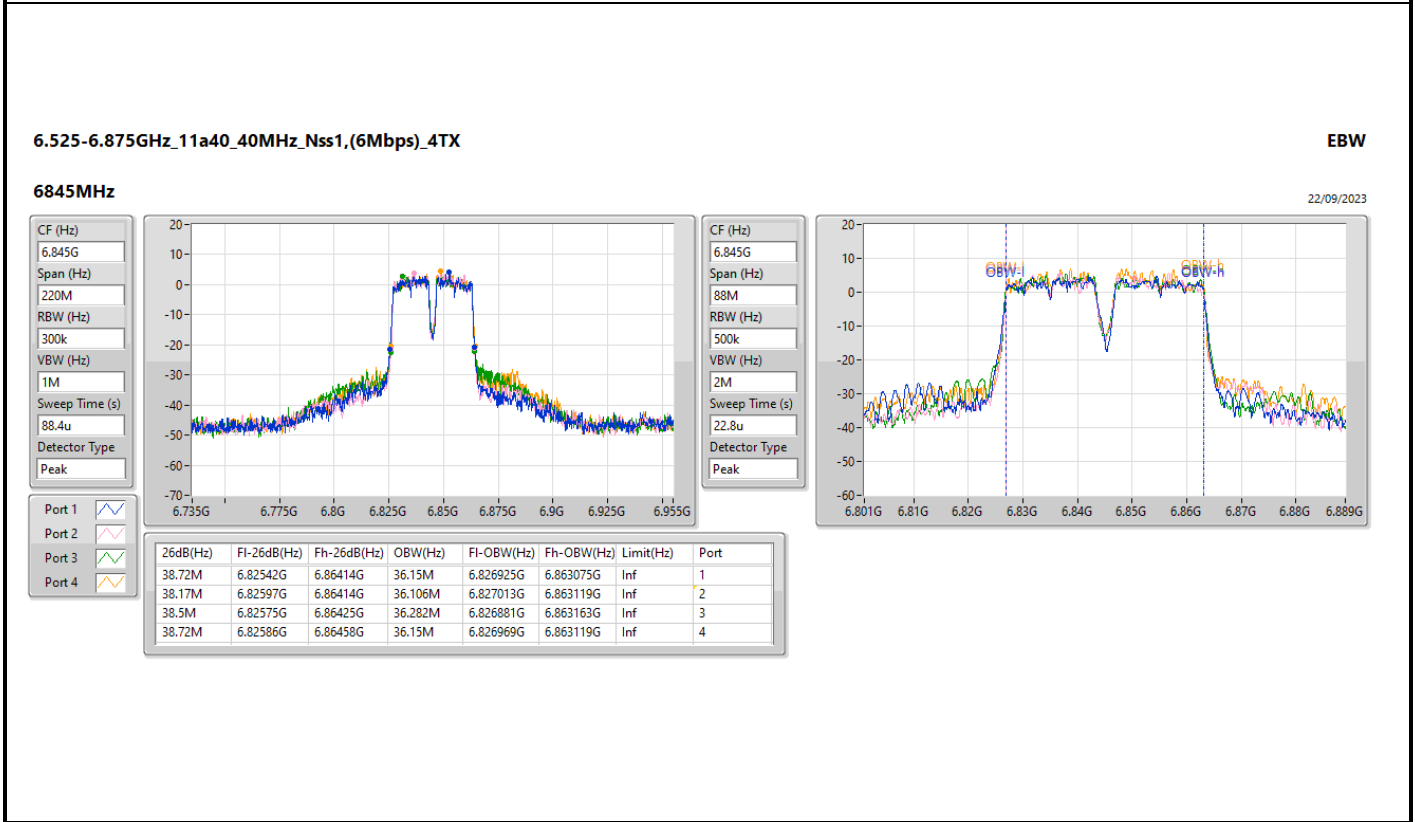 6.525-6.875GHz_11a40_40MHz_Nss1,(6Mbps)_4TX
EBW
6845MHz
22/09/2023
CF (Hz)
6.845G
Span (Hz)
220M
RBW (Hz)
300k
VBW (Hz)
1M
Sweep Time (s)
88.4u
Detector Type
Peak
20
10
0
-10
-20
-30
-40
-50
-60
-70
6.735G 6.775G 6.8G 6.825G 6.85G 6.875G 6.9G 6.925G 6.955G
CF (Hz)
6.845G
Span (Hz)
88M
RBW (Hz)
500k
VBW (Hz)
2M
Sweep Time (s)
22.8u
Detector Type
Peak
20
10
0
-10
-20
-30
-40
-50
-60
OBW-l OBW-h
6.801G 6.81G 6.82G 6.83G 6.84G 6.85G 6.86G 6.87G 6.88G 6.889G
Port 1
Port 2
Port 3
Port 4
26dB(Hz) Fl-26dB(Hz) Fh-26dB(Hz) OBW(Hz) Fl-OBW(Hz) Fh-OBW(Hz) Limit(Hz) Port
38.72M 6.82542G 6.86414G 36.15M 6.826925G 6.863075G Inf 1
38.17M 6.82597G 6.86414G 36.106M 6.827013G 6.863119G Inf 2
38.5M 6.82575G 6.86425G 36.282M 6.826881G 6.863163G Inf 3
38.72M 6.82586G 6.86458G 36.15M 6.826969G 6.863119G Inf 4